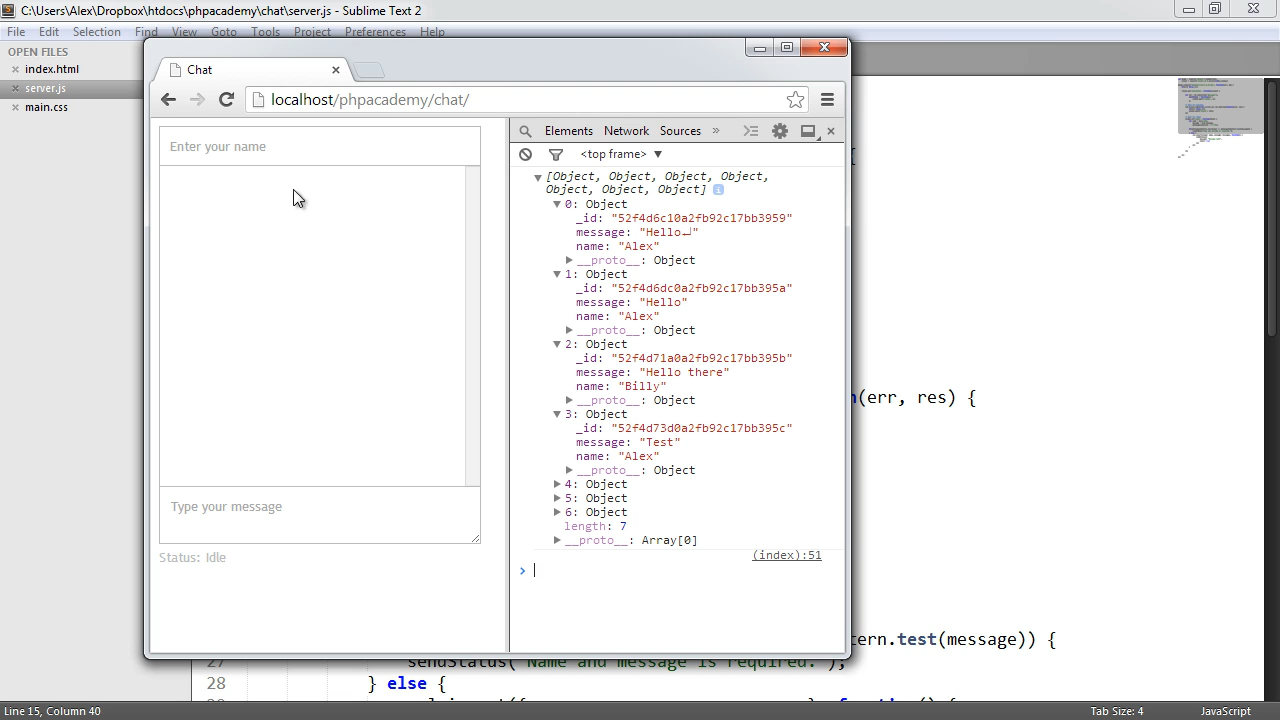 C:\Users\Alex\Dropbox\htdocs\phpacademy\chat\server.js - Sublime Text 2
File Edit Selection Find View Goto Tools Project Preferences Help
OPEN FILES
index.html
server.js
main.css
Chat
localhost/phpacademy/chat/
Enter your name
Type your message
Status: Idle
Elements Network Sources »
<top frame> ▼
[Object, Object, Object, Object,
Object, Object, Object]
0: Object
_id: "52f4d6c10a2fb92c17bb3959"
message: "Hello↵"
name: "Alex"
__proto__: Object
1: Object
_id: "52f4d6dc0a2fb92c17bb395a"
message: "Hello"
name: "Alex"
__proto__: Object
2: Object
_id: "52f4d71a0a2fb92c17bb395b"
message: "Hello there"
name: "Billy"
__proto__: Object
3: Object
_id: "52f4d73d0a2fb92c17bb395c"
message: "Test"
name: "Alex"
__proto__: Object
4: Object
5: Object
6: Object
length: 7
__proto__: Array[0]
(index):51
>
{
(err, res) {
tern.test(message)) {
27 sendStatus('Name and message is required.');
28 } else {
Line 15, Column 40
Tab Size: 4
JavaScript